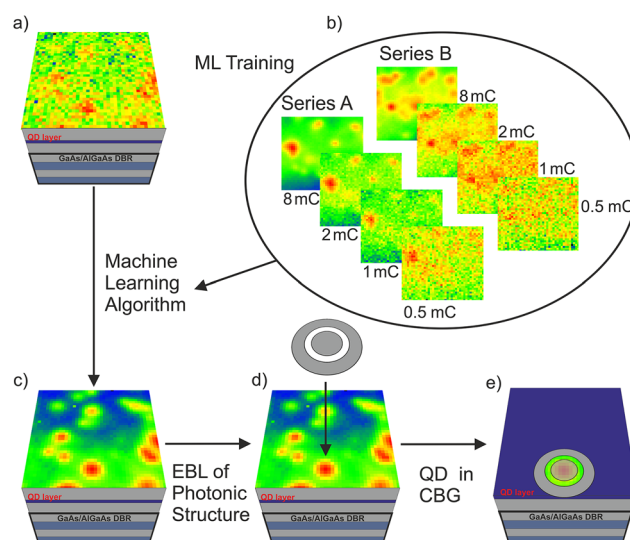 a)
b)
ML Training
Series B
Series A
8 mC
2 mC
1 mC
0.5 mC
8 mC
2 mC
1 mC
0.5 mC
QD layer
GaAs/AlGaAs DBR
Machine
Learning
Algorithm
c)
d)
e)
EBL of
Photonic
Structure
QD in
CBG
QD layer
GaAs/AlGaAs DBR
QD layer
GaAs/AlGaAs DBR
QD layer
GaAs/AlGaAs DBR